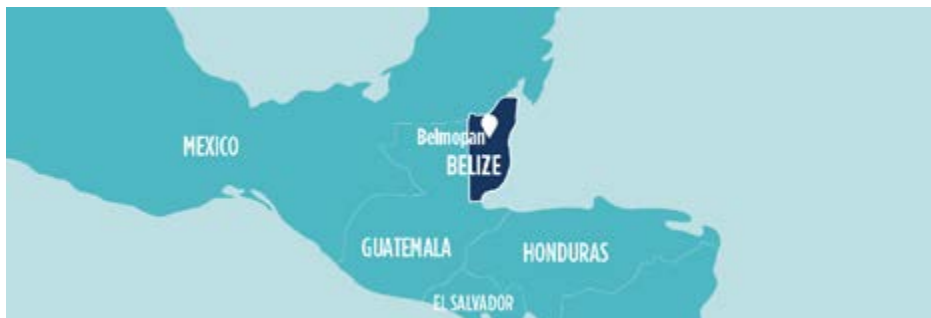 MEXICO
Belmopan
BELIZE
GUATEMALA
HONDURAS
EL SALVADOR